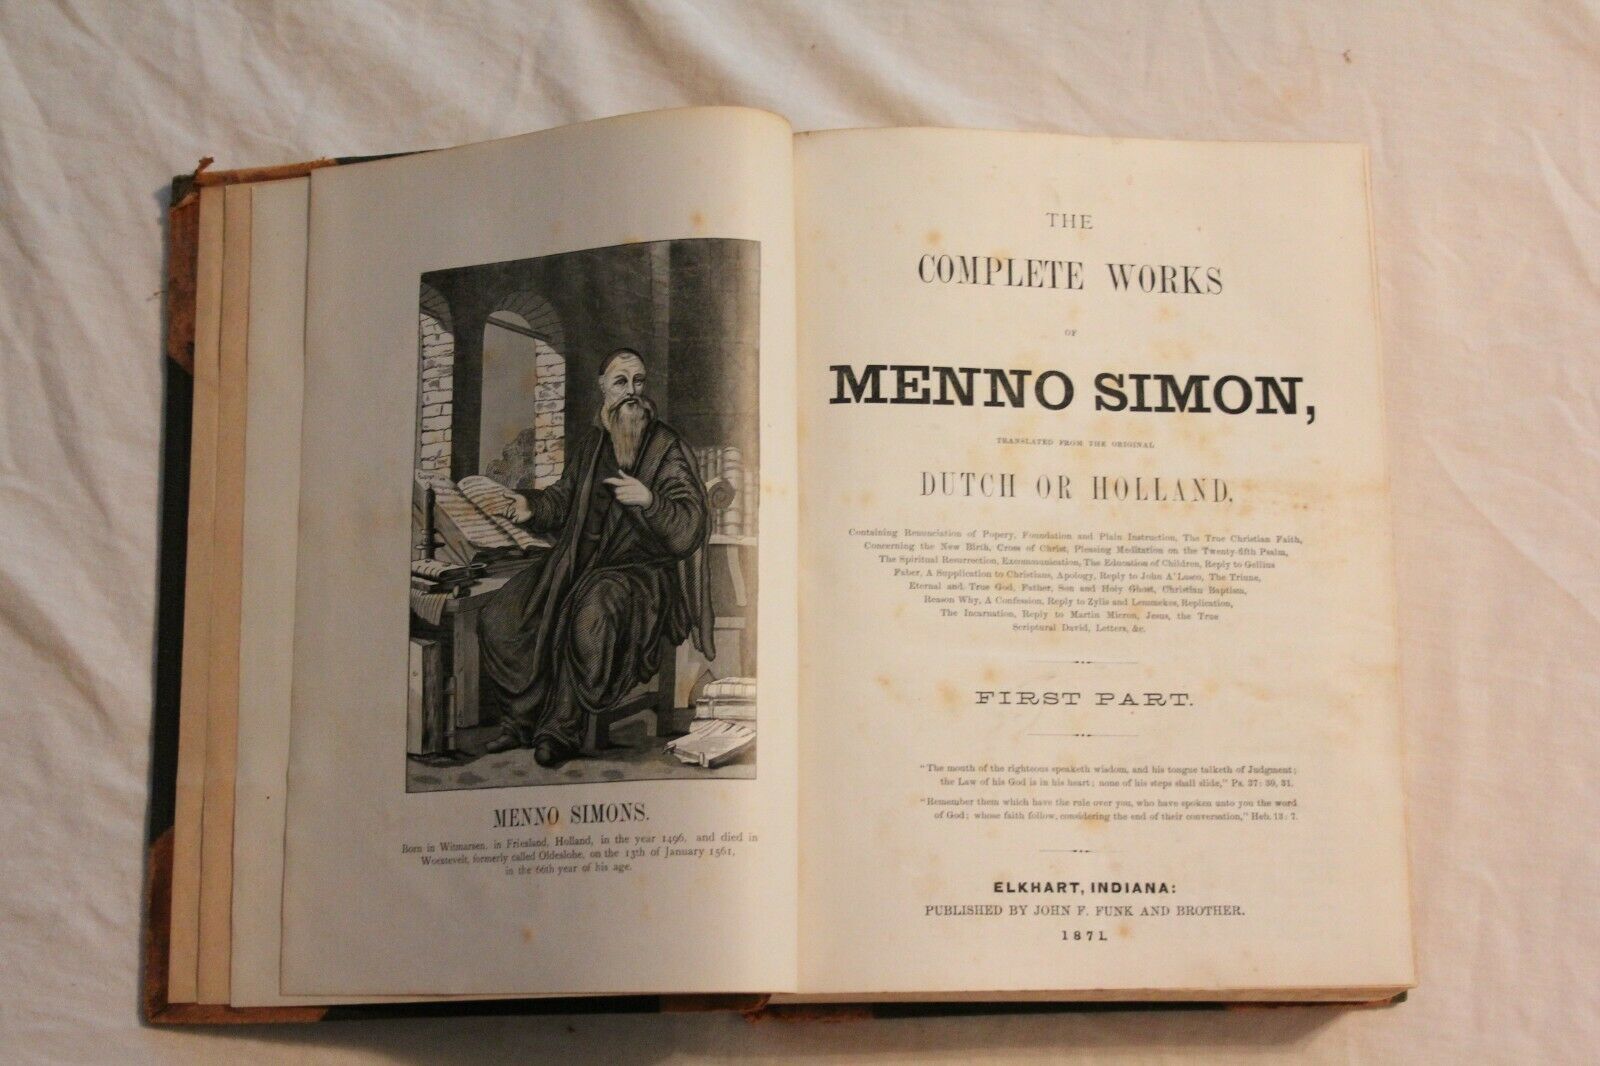 MENNO SIMONS.
Born in Witmarsen, in Friesland, Holland, in the year 1496, and died in
Woestevelt, formerly called Oldeslohe, on the 13th of January 1561,
in the 66th year of his age.
THE
COMPLETE WORKS
OF
MENNO SIMON,
TRANSLATED FROM THE ORIGINAL
DUTCH OR HOLLAND,
Containing Renunciation of Popery, Foundation and Plain Instruction, The True Christian Faith,
Concerning the New Birth, Cross of Christ, Plessing Meditation on the Twenty-fifth Psalm,
The Spiritual Resurrection, Excommunication, The Education of Children, Reply to Gellius
Faber, A Supplication to Christians, Apology, Reply to John A'Lasco, The Triune,
Eternal and True God, Father, Son and Holy Ghost, Christian Baptism,
Reason Why, A Confession, Reply to Zylis and Lemmekes, Replication,
The Incarnation, Reply to Martin Micron, Jesus, the True
Scriptural David, Letters, &c.
FIRST PART.
"The mouth of the righteous speaketh wisdom, and his tongue talketh of Judgment;
the Law of his God is in his heart; none of his steps shall slide," Ps. 37: 30, 31.
"Remember them which have the rule over you, who have spoken unto you the word
of God; whose faith follow, considering the end of their conversation," Heb. 13: 7.
ELKHART, INDIANA:
PUBLISHED BY JOHN F. FUNK AND BROTHER.
1871.